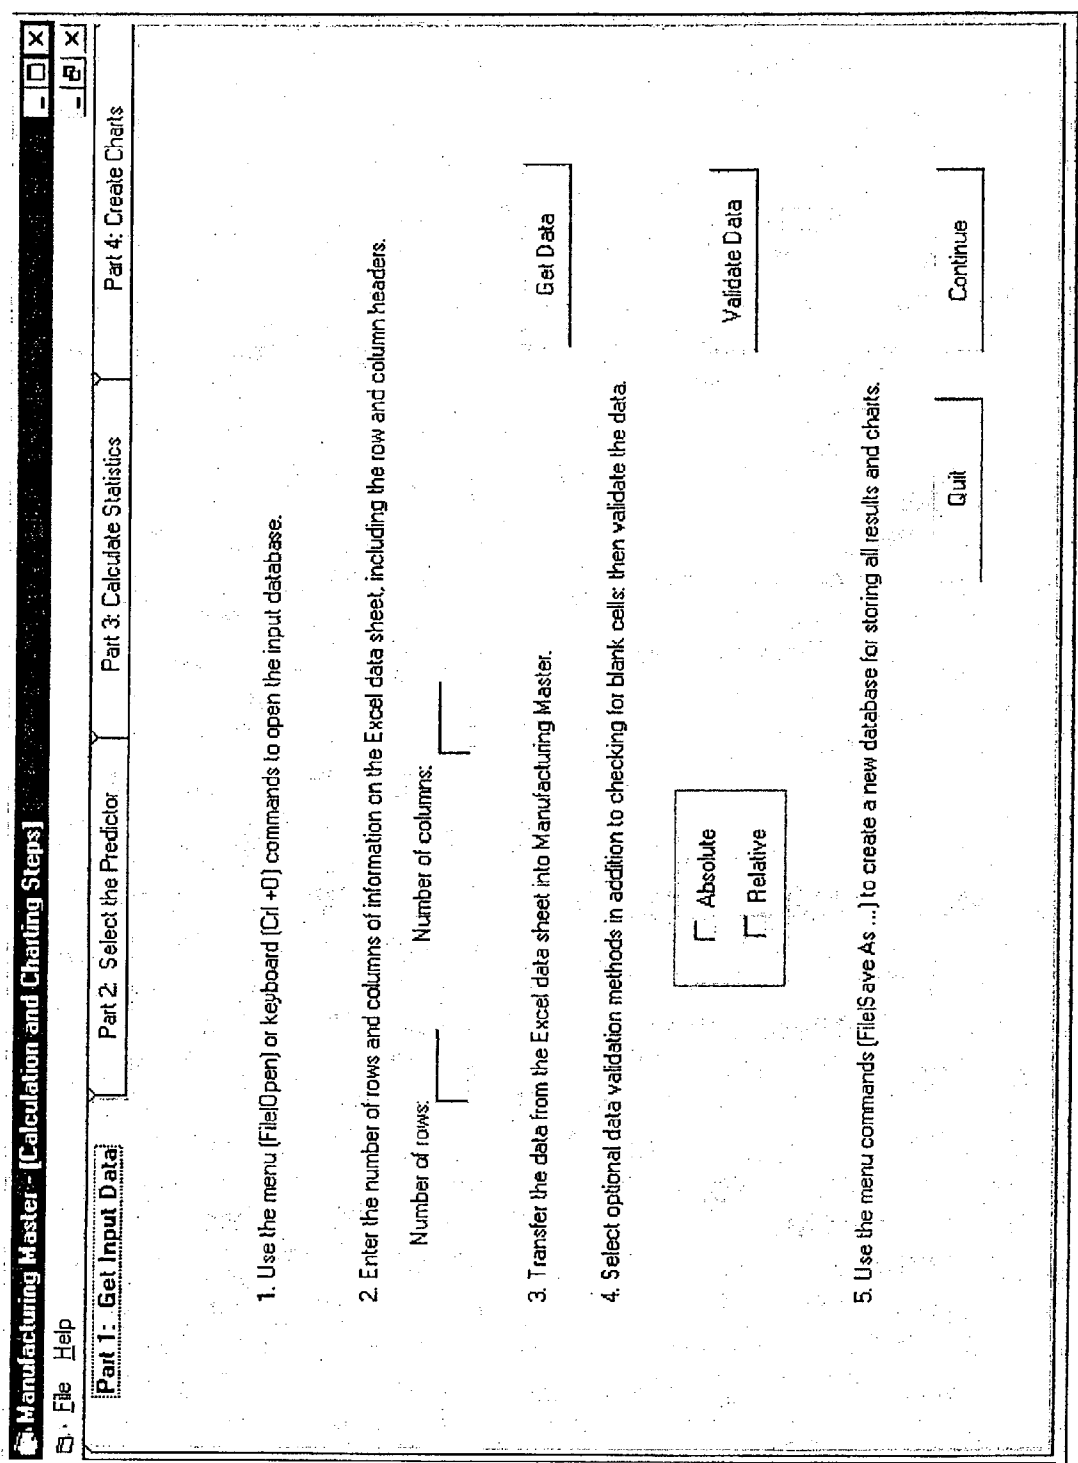 Manufacturing Master - [Calculation and Charting Steps]
File Help
Part 1: Get Input Data
Part 2: Select the Predictor
Part 3: Calculate Statistics
Part 4: Create Charts
1. Use the menu (File|Open) or keyboard (Crl +O) commands to open the input database.
2. Enter the number of rows and columns of information on the Excel data sheet, including the row and column headers.
Number of rows:
Number of columns:
3. Transfer the data from the Excel data sheet into Manufacturing Master.
Get Data
4. Select optional data validation methods in addition to checking for blank cells: then validate the data.
Absolute
Relative
Validate Data
5. Use the menu commands (File|Save As ...) to create a new database for storing all results and charts.
Quit
Continue